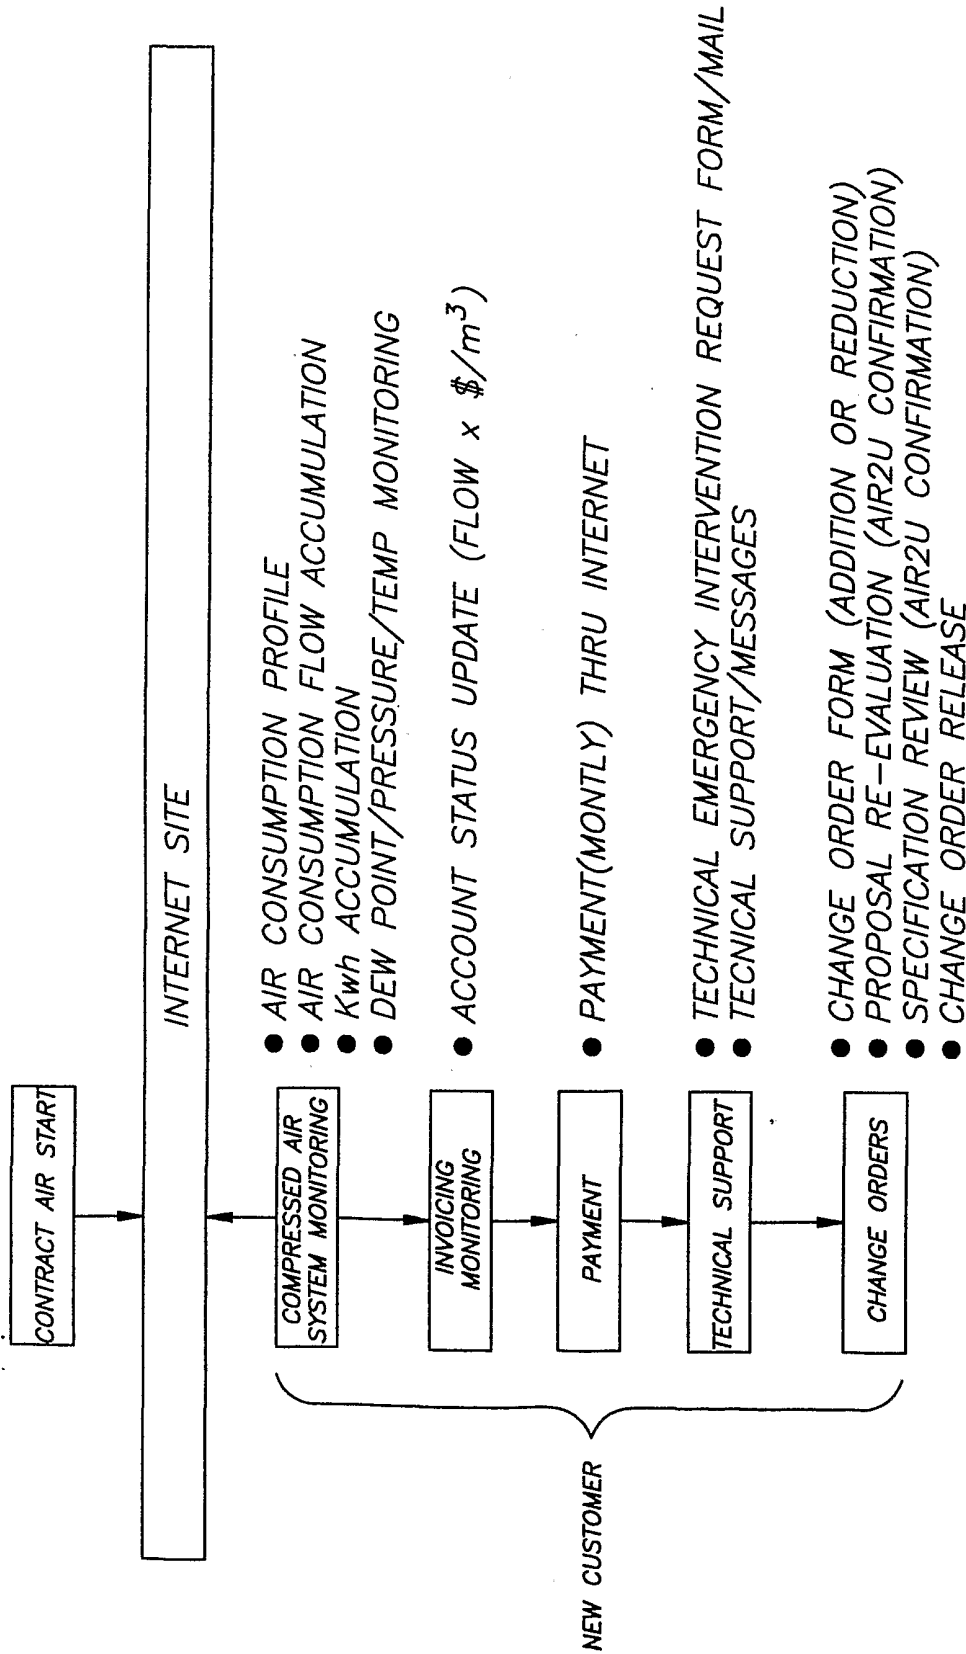 CONTRACT AIR START
INTERNET SITE
COMPRESSED AIR
SYSTEM MONITORING
● AIR CONSUMPTION PROFILE
● AIR CONSUMPTION FLOW ACCUMULATION
● Kwh ACCUMULATION
● DEW POINT/PRESSURE/TEMP MONITORING
INVOICING
MONITORING
● ACCOUNT STATUS UPDATE (FLOW x $/m³)
NEW CUSTOMER
PAYMENT
● PAYMENT(MONTLY) THRU INTERNET
TECHNICAL SUPPORT
● TECHNICAL EMERGENCY INTERVENTION REQUEST FORM/MAIL
● TECNICAL SUPPORT/MESSAGES
CHANGE ORDERS
● CHANGE ORDER FORM (ADDITION OR REDUCTION)
● PROPOSAL RE-EVALUATION (AIR2U CONFIRMATION)
● SPECIFICATION REVIEW (AIR2U CONFIRMATION)
● CHANGE ORDER RELEASE